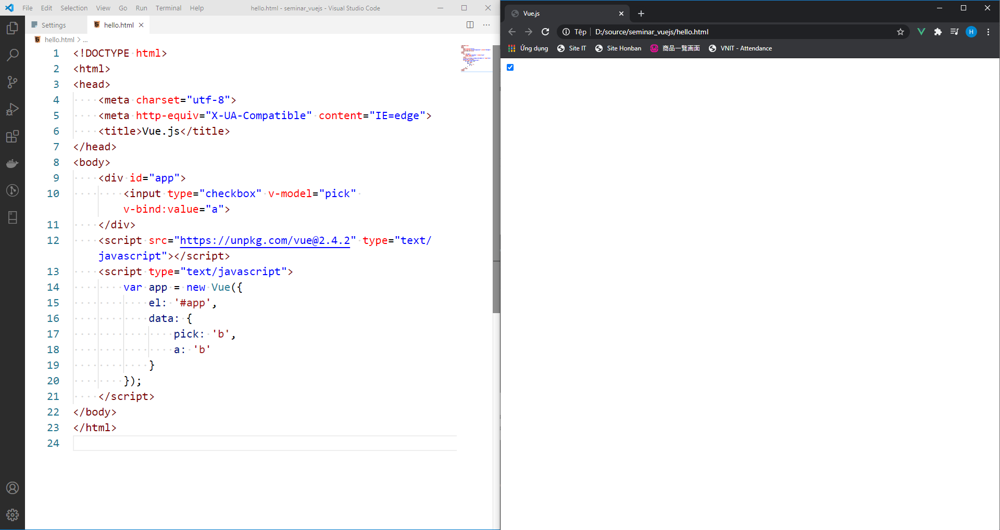 File Edit Selection View Go Run Terminal Help hello.html - seminar_vuejs - Visual Studio Code
Settings hello.html
hello.html > ...
1 <!DOCTYPE html>
2 <html>
3 <head>
4 <meta charset="utf-8">
5 <meta http-equiv="X-UA-Compatible" content="IE=edge">
6 <title>Vue.js</title>
7 </head>
8 <body>
9 <div id="app">
10 <input type="checkbox" v-model="pick"
v-bind:value="a">
11 </div>
12 <script src="https://unpkg.com/vue@2.4.2" type="text/
javascript"></script>
13 <script type="text/javascript">
14 var app = new Vue({
15 el: '#app',
16 data: {
17 pick: 'b',
18 a: 'b'
19 }
20 });
21 </script>
22 </body>
23 </html>
24
Vue.js
Tệp D:/source/seminar_vuejs/hello.html H
Ứng dụng Site IT Site Honban 商品一覧画面 VNIT - Attendance